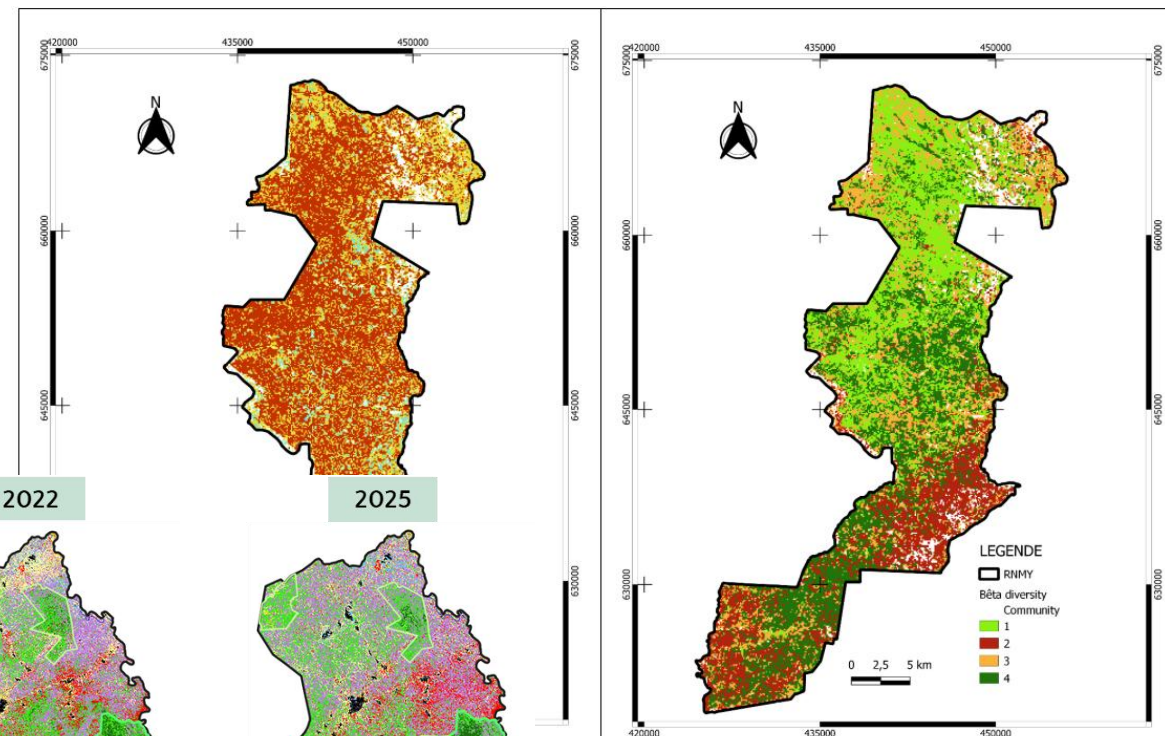 420000 435000 450000
675000
N
660000
645000
2022
2025
420000 435000 450000
675000 675000
N
660000 660000
645000 645000
630000 630000
LEGENDE
RNMY
Bêta diversity
Community
1
2
3
4
0 2,5 5 km
420000 435000 450000
675000
660000
645000
630000